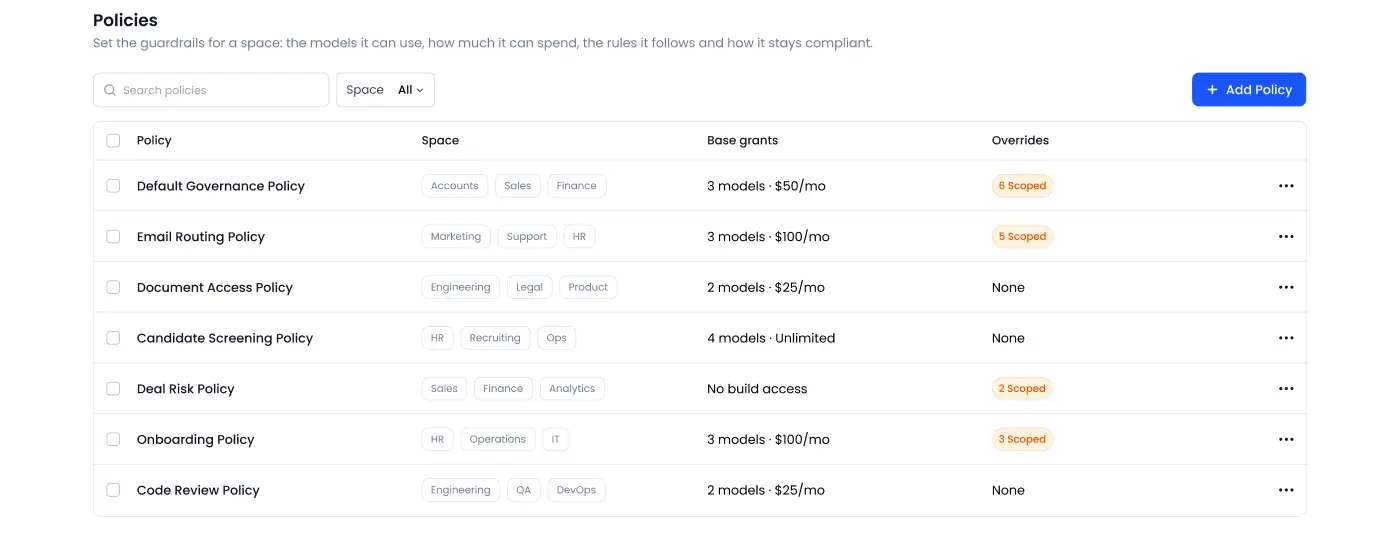 Policies
Set the guardrails for a space: the models it can use, how much it can spend, the rules it follows and how it stays compliant.
Search policies Space All + Add Policy
Policy Space Base grants Overrides
Default Governance Policy Accounts Sales Finance 3 models · $50/mo 6 Scoped
Email Routing Policy Marketing Support HR 3 models · $100/mo 5 Scoped
Document Access Policy Engineering Legal Product 2 models · $25/mo None
Candidate Screening Policy HR Recruiting Ops 4 models · Unlimited None
Deal Risk Policy Sales Finance Analytics No build access 2 Scoped
Onboarding Policy HR Operations IT 3 models · $100/mo 3 Scoped
Code Review Policy Engineering QA DevOps 2 models · $25/mo None